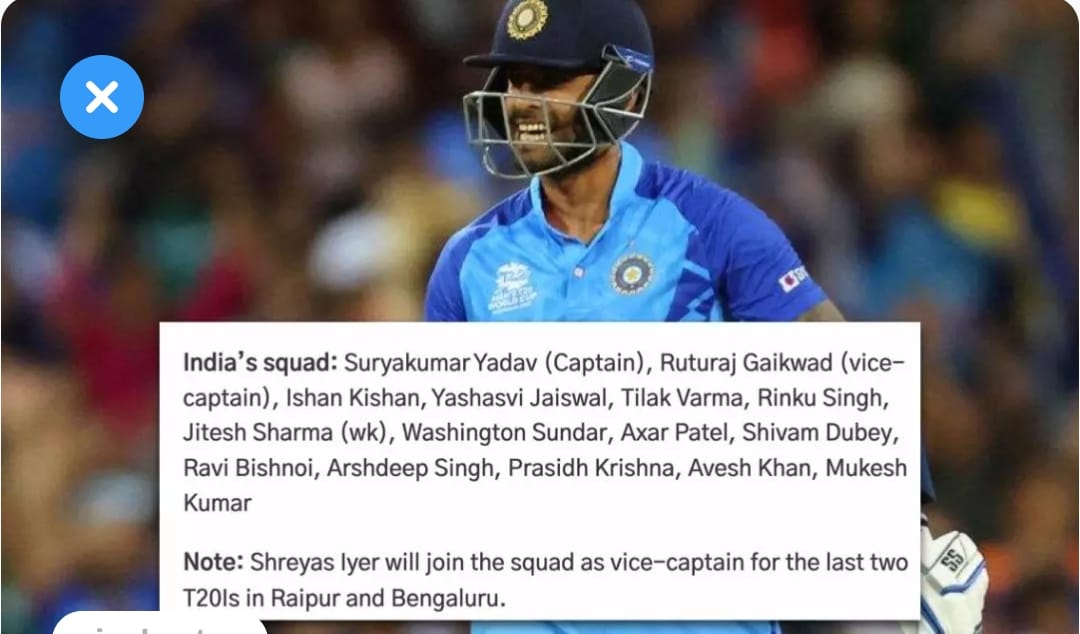 India's squad: Suryakumar Yadav (Captain), Ruturaj Gaikwad (vice-
captain), Ishan Kishan, Yashasvi Jaiswal, Tilak Varma, Rinku Singh,
Jitesh Sharma (wk), Washington Sundar, Axar Patel, Shivam Dubey,
Ravi Bishnoi, Arshdeep Singh, Prasidh Krishna, Avesh Khan, Mukesh
Kumar
Note: Shreyas Iyer will join the squad as vice-captain for the last two
T20Is in Raipur and Bengaluru.
SS